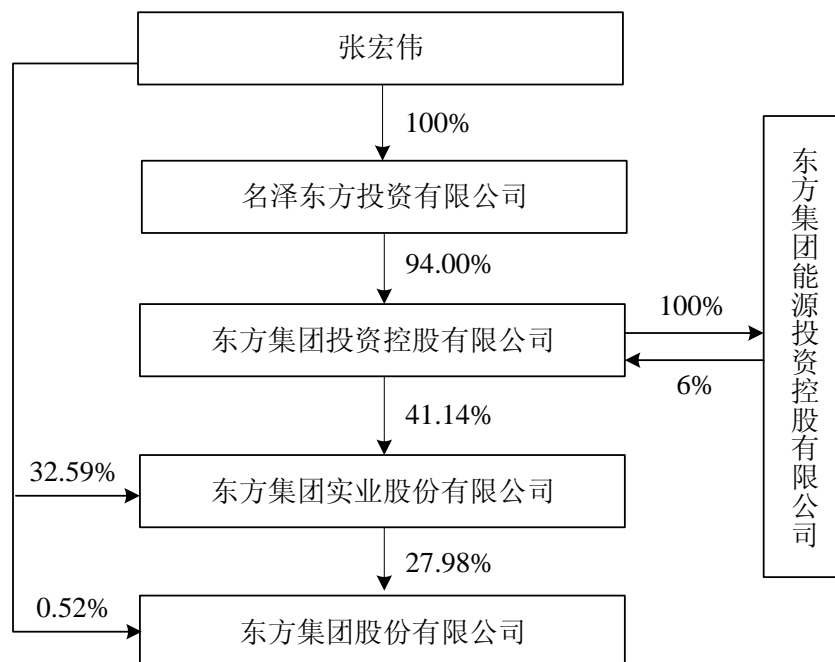 张宏伟
100%
名泽东方投资有限公司
94.00%
东方集团投资控股有限公司
100%
6%
东方集团能源投资控股有限公司
41.14%
32.59%
东方集团实业股份有限公司
27.98%
0.52%
东方集团股份有限公司